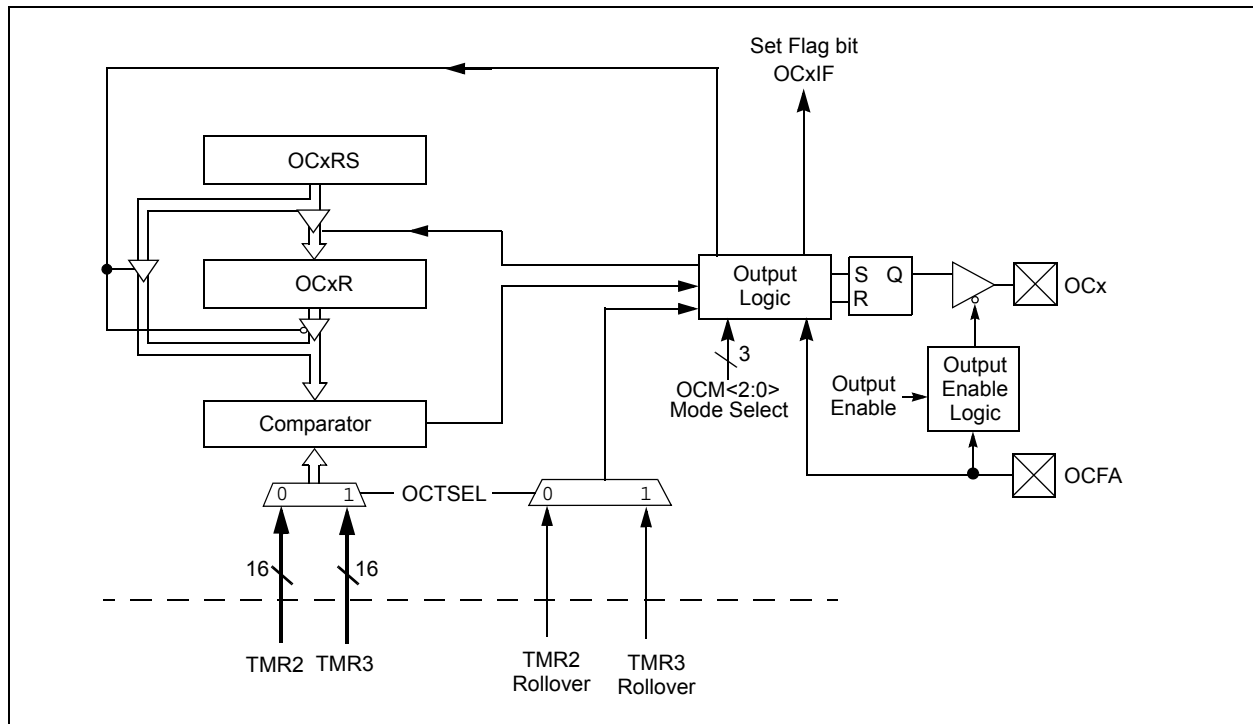 Set Flag bit
OCxIF
OCxRS
OCxR
Output
Logic
S Q
R
OCx
3
OCM<2:0>
Mode Select
Output
Enable
Output
Enable
Logic
Comparator
0 1
OCTSEL
0 1
OCFA
16
16
TMR2
TMR3
TMR2
Rollover
TMR3
Rollover